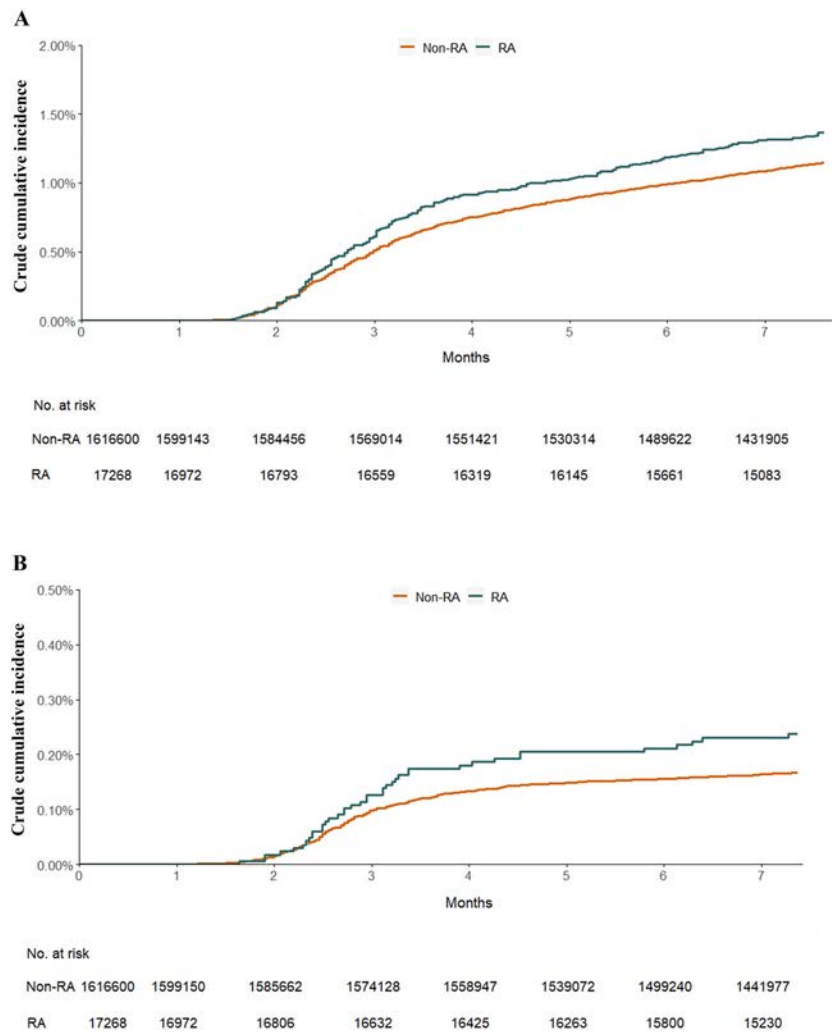 A
Non-RA RA
2.00%
1.50%
1.00%
0.50%
0.00%
Crude cumulative incidence
0 1 2 3 4 5 6 7
Months
No. at risk
Non-RA 1616600 1599143 1584456 1569014 1551421 1530314 1489622 1431905
RA 17268 16972 16793 16559 16319 16145 15661 15083
B
Non-RA RA
0.50%
0.40%
0.30%
0.20%
0.10%
0.00%
Crude cumulative incidence
0 1 2 3 4 5 6 7
Months
No. at risk
Non-RA 1616600 1599150 1585662 1574128 1558947 1539072 1499240 1441977
RA 17268 16972 16806 16632 16425 16263 15800 15230